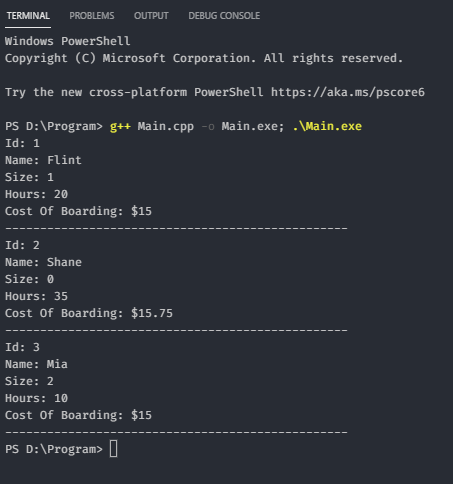 TERMINAL PROBLEMS OUTPUT DEBUG CONSOLE
Windows PowerShell
Copyright (C) Microsoft Corporation. All rights reserved.
Try the new cross-platform PowerShell https://aka.ms/pscore6
PS D:\Program> g++ Main.cpp -o Main.exe; .\Main.exe
Id: 1
Name: Flint
Size: 1
Hours: 20
Cost Of Boarding: $15
-------------------------------------------------
Id: 2
Name: Shane
Size: 0
Hours: 35
Cost Of Boarding: $15.75
-------------------------------------------------
Id: 3
Name: Mia
Size: 2
Hours: 10
Cost Of Boarding: $15
-------------------------------------------------
PS D:\Program>